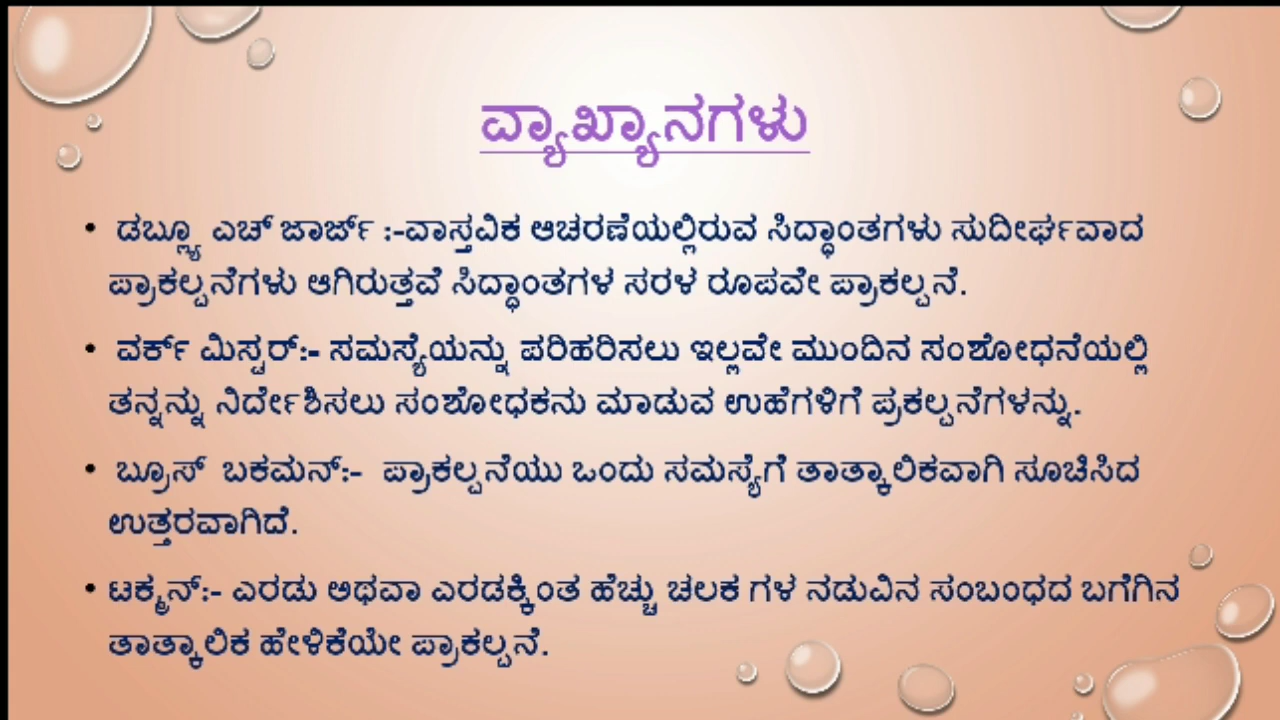 ವ್ಯಾಖ್ಯಾನಗಳು
• ಡಬ್ಲ್ಯೂ ಎಚ್ ಜಾರ್ಜ್ :-ವಾಸ್ತವಿಕ ಆಚರಣೆಯಲ್ಲಿರುವ ಸಿದ್ಧಾಂತಗಳು ಸುದೀರ್ಘವಾದ
ಪ್ರಾಕಲ್ಪನೆಗಳು ಆಗಿರುತ್ತವೆ ಸಿದ್ಧಾಂತಗಳ ಸರಳ ರೂಪವೇ ಪ್ರಾಕಲ್ಪನೆ.
• ವರ್ಕ್ ಮಿಸ್ಟರ್:- ಸಮಸ್ಯೆಯನ್ನು ಪರಿಹರಿಸಲು ಇಲ್ಲವೇ ಮುಂದಿನ ಸಂಶೋಧನೆಯಲ್ಲಿ
ತನ್ನನ್ನು ನಿರ್ದೇಶಿಸಲು ಸಂಶೋಧಕನು ಮಾಡುವ ಉಹೆಗಳಿಗೆ ಪ್ರಕಲ್ಪನೆಗಳನ್ನು.
• ಬ್ರೂಸ್ ಬಕಮನ್:- ಪ್ರಾಕಲ್ಪನೆಯು ಒಂದು ಸಮಸ್ಯೆಗೆ ತಾತ್ಕಾಲಿಕವಾಗಿ ಸೂಚಿಸಿದ
ಉತ್ತರವಾಗಿದೆ.
• ಟಕ್ಮನ್:- ಎರಡು ಅಥವಾ ಎರಡಕ್ಕಿಂತ ಹೆಚ್ಚು ಚಲಕ ಗಳ ನಡುವಿನ ಸಂಬಂಧದ ಬಗೆಗಿನ
ತಾತ್ಕಾಲಿಕ ಹೇಳಿಕೆಯೇ ಪ್ರಾಕಲ್ಪನೆ.